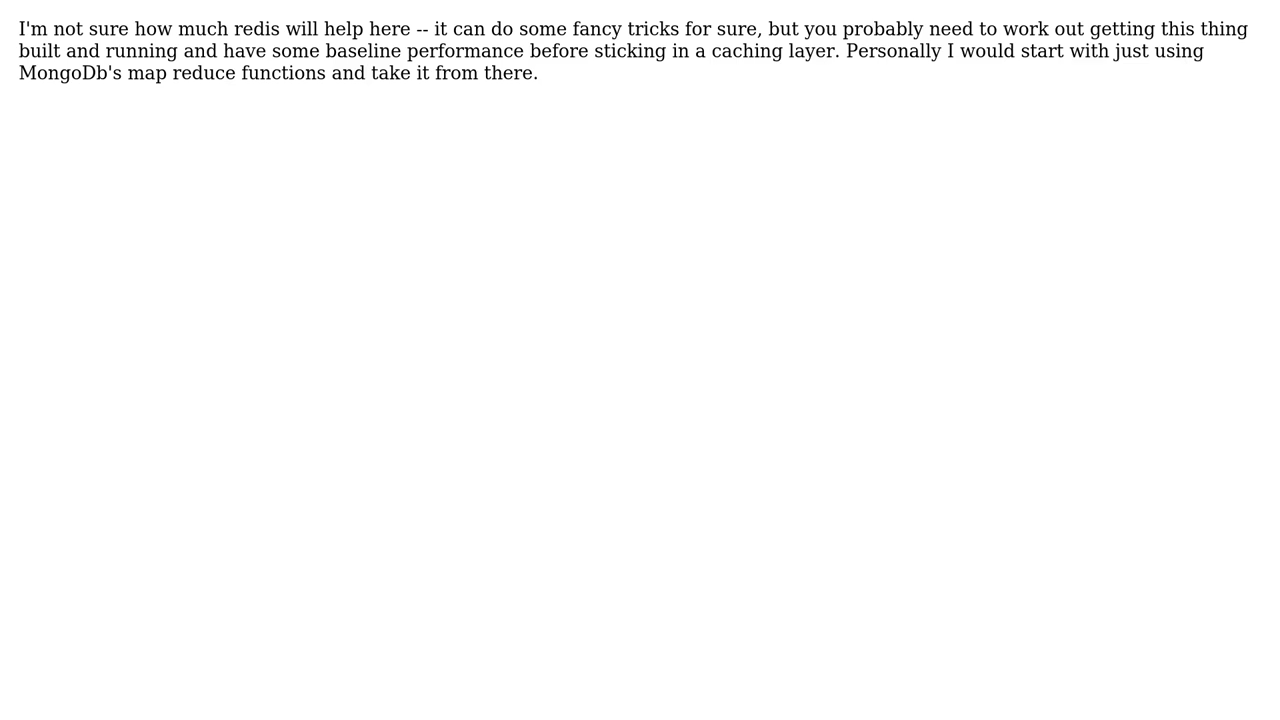 I'm not sure how much redis will help here -- it can do some fancy tricks for sure, but you probably need to work out getting this thing
built and running and have some baseline performance before sticking in a caching layer. Personally I would start with just using
MongoDb's map reduce functions and take it from there.